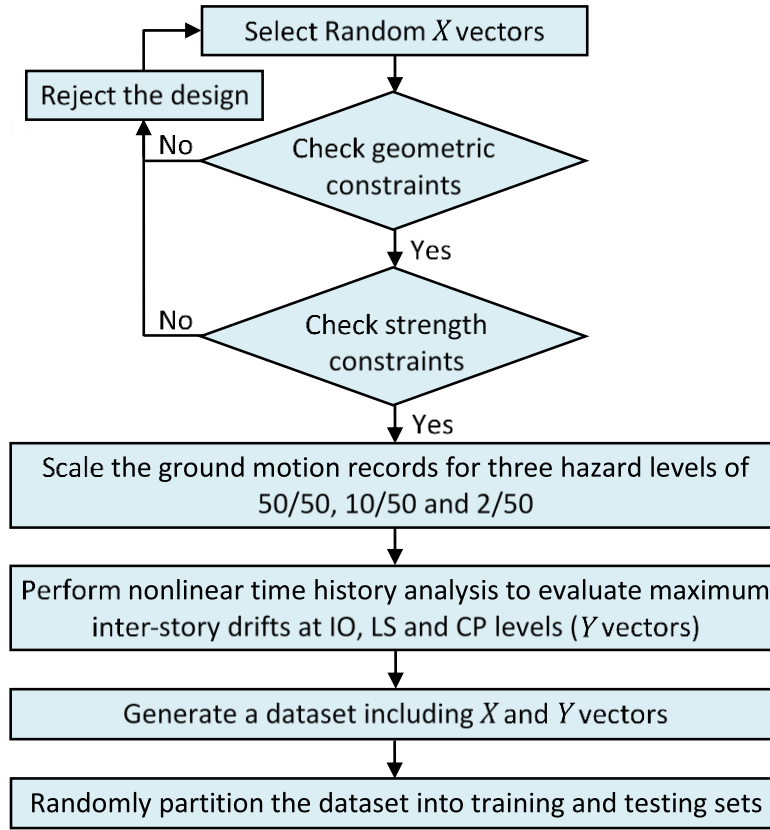 Select Random X vectors
Reject the design
No
Check geometric
constraints
Yes
No
Check strength
constraints
Yes
Scale the ground motion records for three hazard levels of
50/50, 10/50 and 2/50
Perform nonlinear time history analysis to evaluate maximum
inter-story drifts at IO, LS and CP levels (Y vectors)
Generate a dataset including X and Y vectors
Randomly partition the dataset into training and testing sets